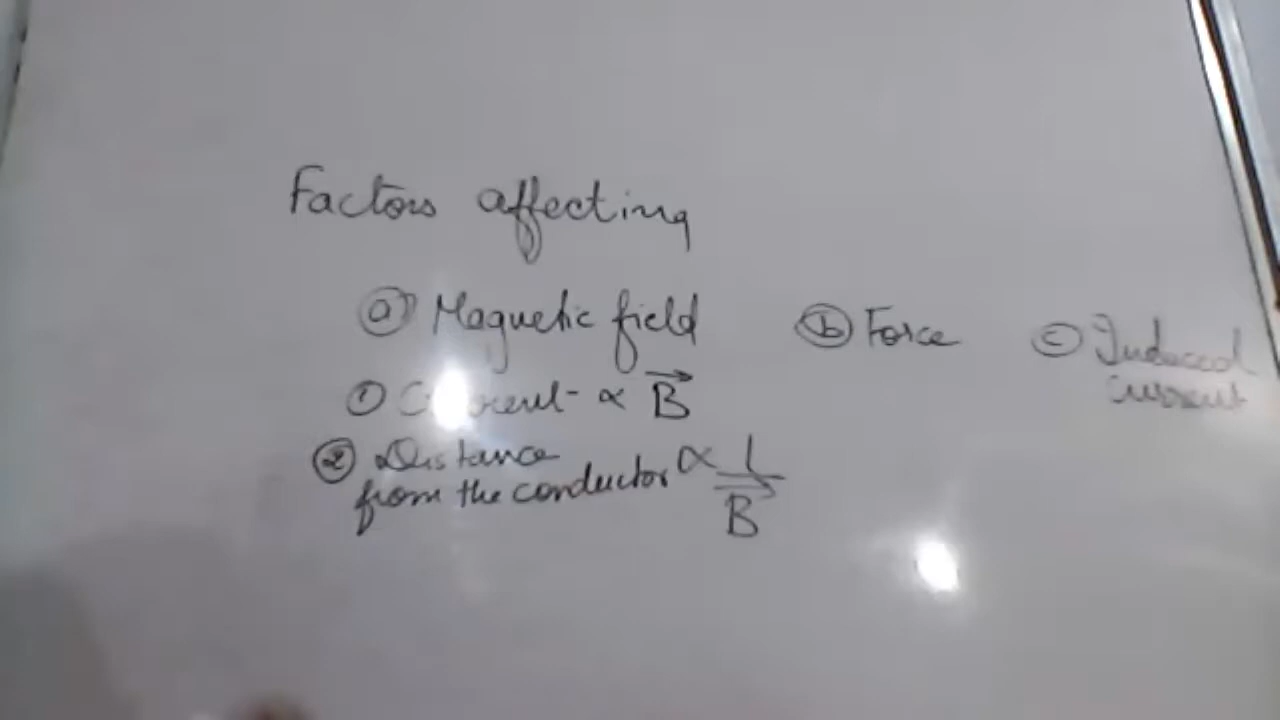 Factors affecting
(a) Magnetic field (b) Force (c) Induced current
① Current ∝ B⃗
② Distance
from the conductor ∝ 1/B⃗